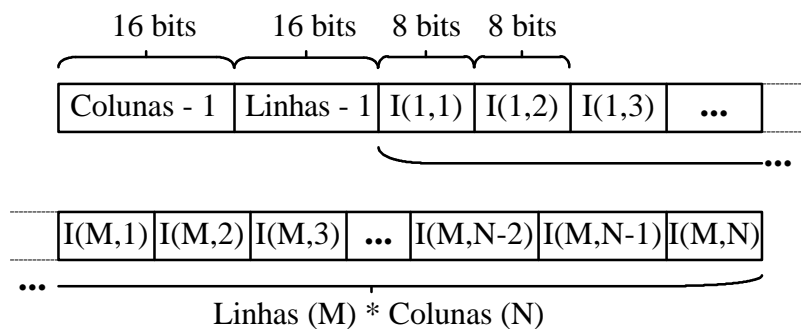 16 bits 16 bits 8 bits 8 bits
Colunas - 1 Linhas - 1 I(1,1) I(1,2) I(1,3) ...
...
I(M,1) I(M,2) I(M,3) ... I(M,N-2) I(M,N-1) I(M,N)
...
Linhas (M) * Colunas (N)